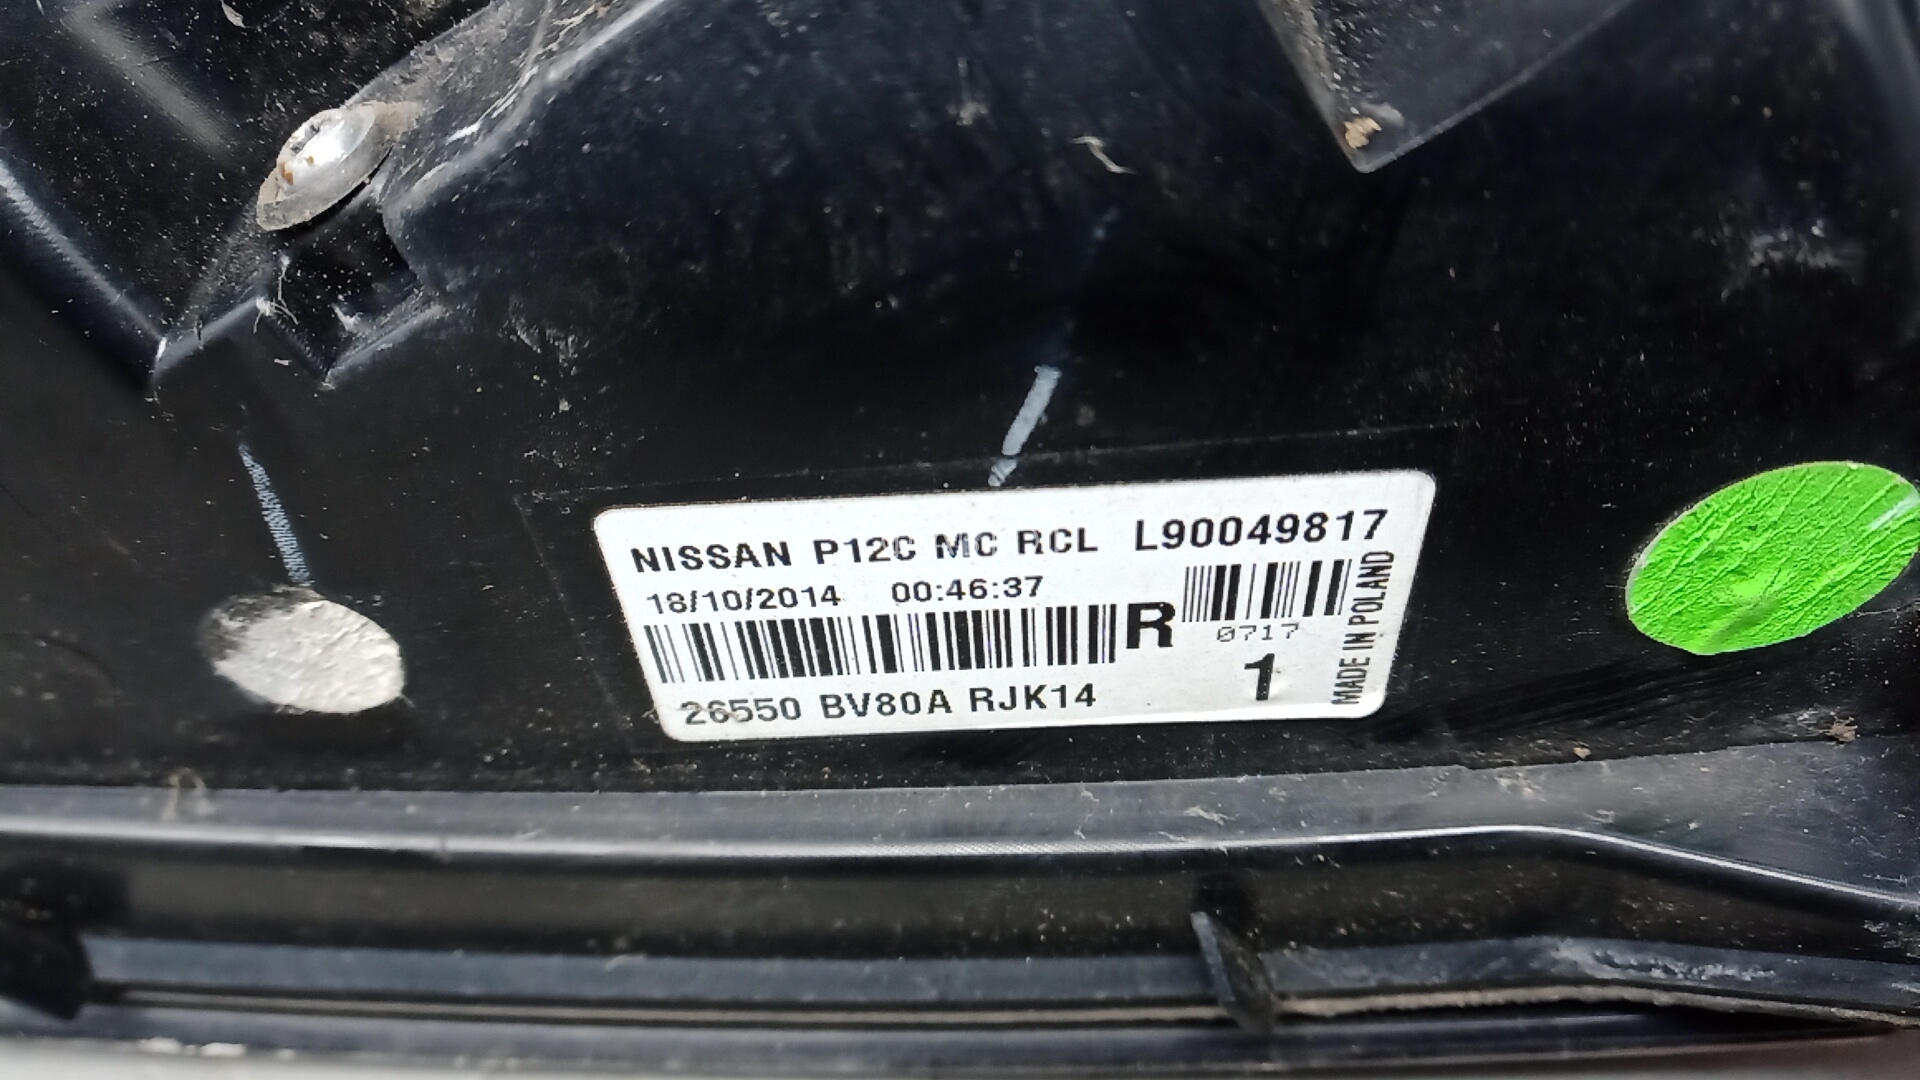 NISSAN P12C MC RCL L90049817
18/10/2014 00:46:37
R
0717
1
26550 BV80A RJK14
MADE IN POLAND